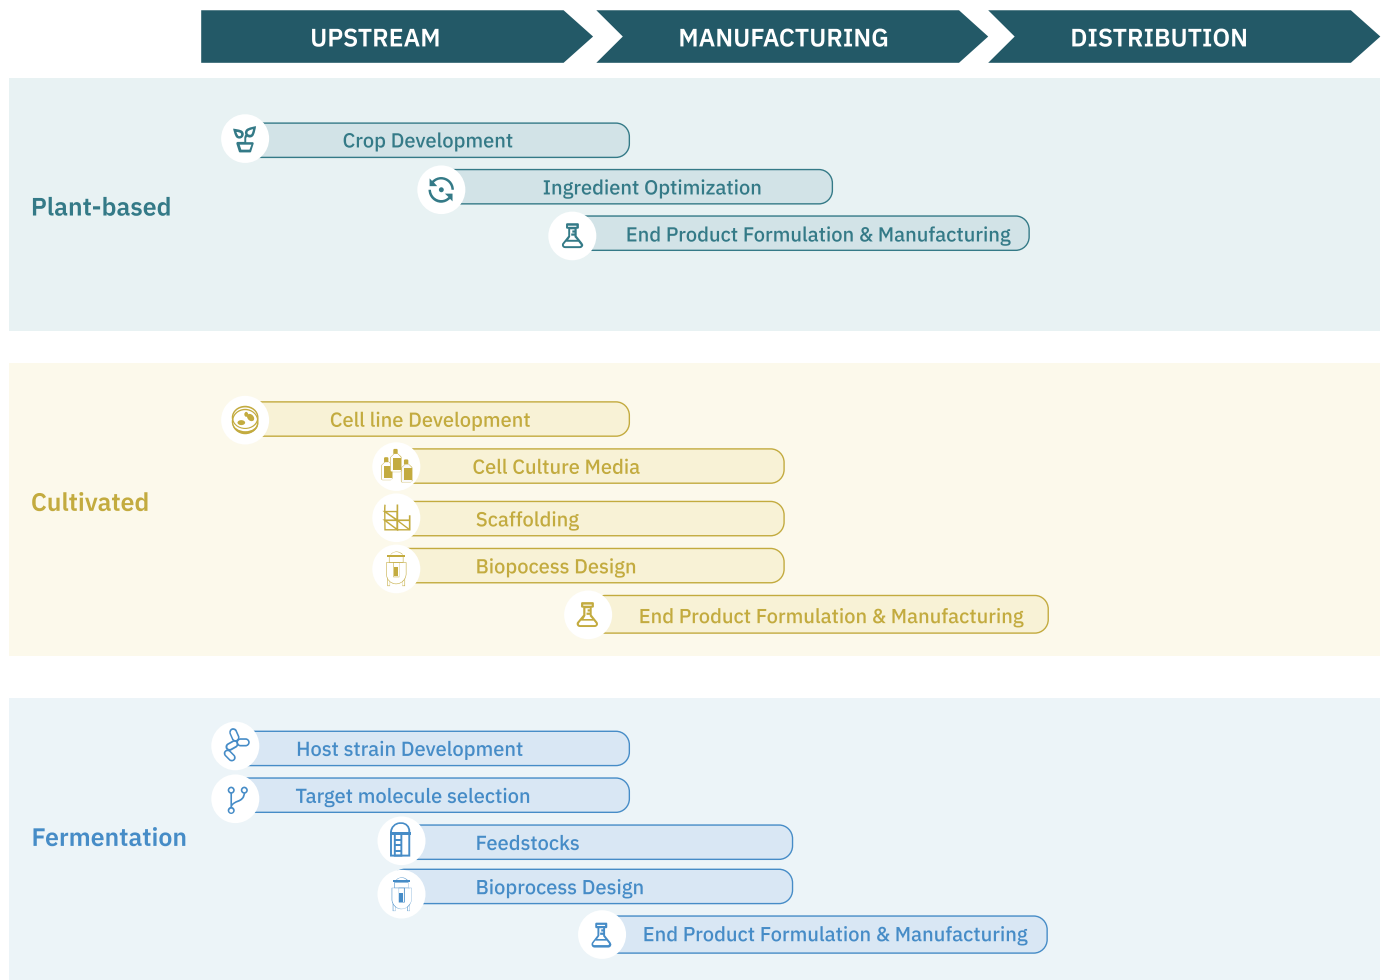 UPSTREAM
MANUFACTURING
DISTRIBUTION
Plant-based
Crop Development
Ingredient Optimization
End Product Formulation & Manufacturing
Cultivated
Cell line Development
Cell Culture Media
Scaffolding
Biopocess Design
End Product Formulation & Manufacturing
Fermentation
Host strain Development
Target molecule selection
Feedstocks
Bioprocess Design
End Product Formulation & Manufacturing